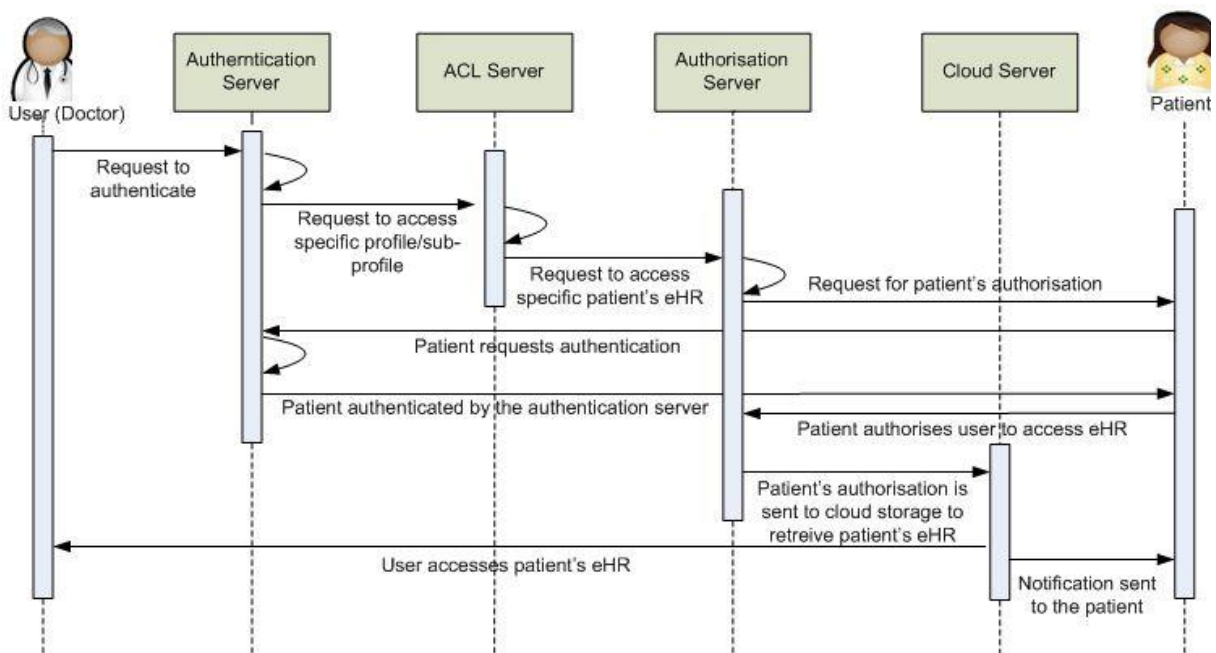 User (Doctor)
Autherntication
Server
ACL Server
Authorisation
Server
Cloud Server
Patient
Request to
authenticate
Request to access
specific profile/sub-
profile
Request to access
specific patient's eHR
Request for patient's authorisation
Patient requests authentication
Patient authenticated by the authentication server
Patient authorises user to access eHR
Patient's authorisation is
sent to cloud storage to
retreive patient's eHR
User accesses patient's eHR
Notification sent
to the patient